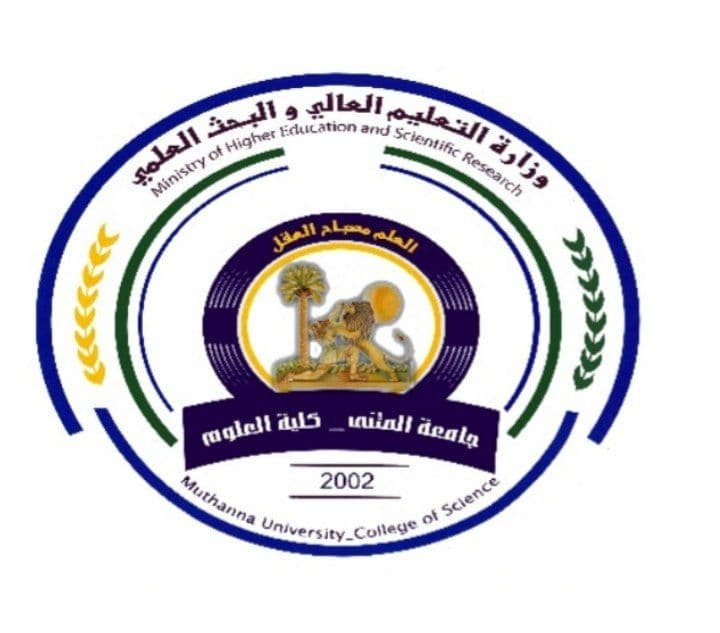 وزارة التعليم العالي و البحث العلمي
Ministry of Higher Education and Scientific Research
العلم مصباح العقل
جامعة المثنى _ كلية العلوم
2002
Muthanna University_College of Science